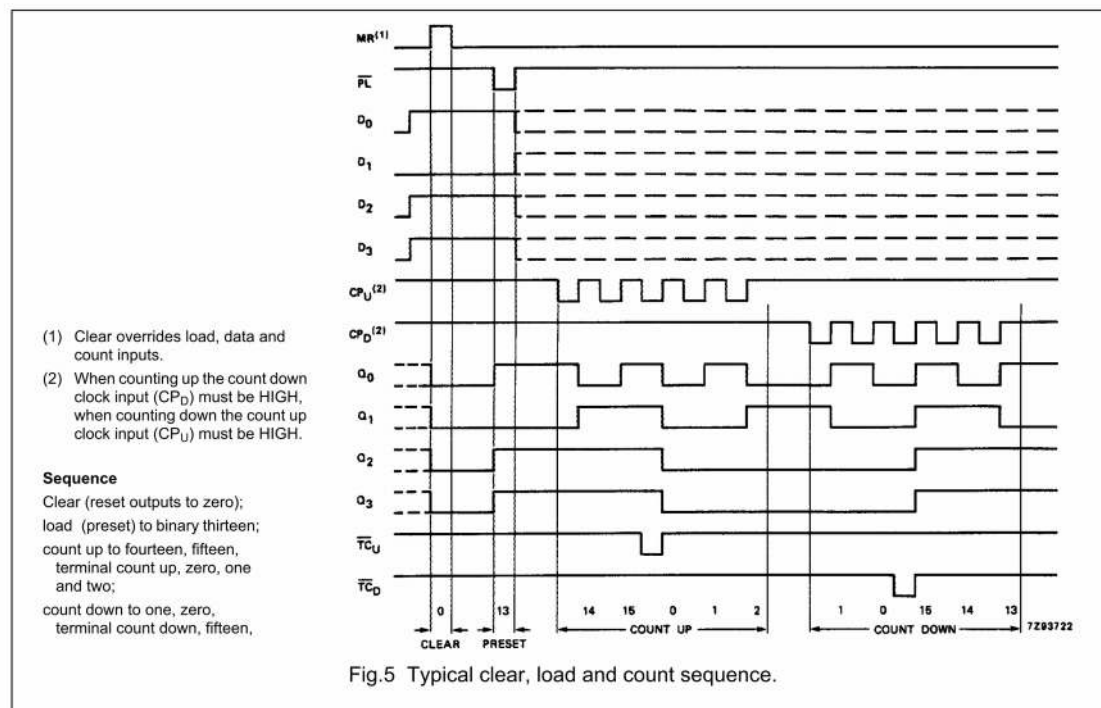 MR(1)
PL
D0
D1
D2
D3
CPU(2)
CPD(2)
Q0
Q1
Q2
Q3
TCU
TCD
0 13 14 15 0 1 2 1 0 15 14 13
CLEAR PRESET COUNT UP COUNT DOWN 7Z93722
(1) Clear overrides load, data and
count inputs.
(2) When counting up the count down
clock input (CPD) must be HIGH,
when counting down the count up
clock input (CPU) must be HIGH.
Sequence
Clear (reset outputs to zero);
load (preset) to binary thirteen;
count up to fourteen, fifteen,
terminal count up, zero, one
and two;
count down to one, zero,
terminal count down, fifteen,
Fig.5 Typical clear, load and count sequence.